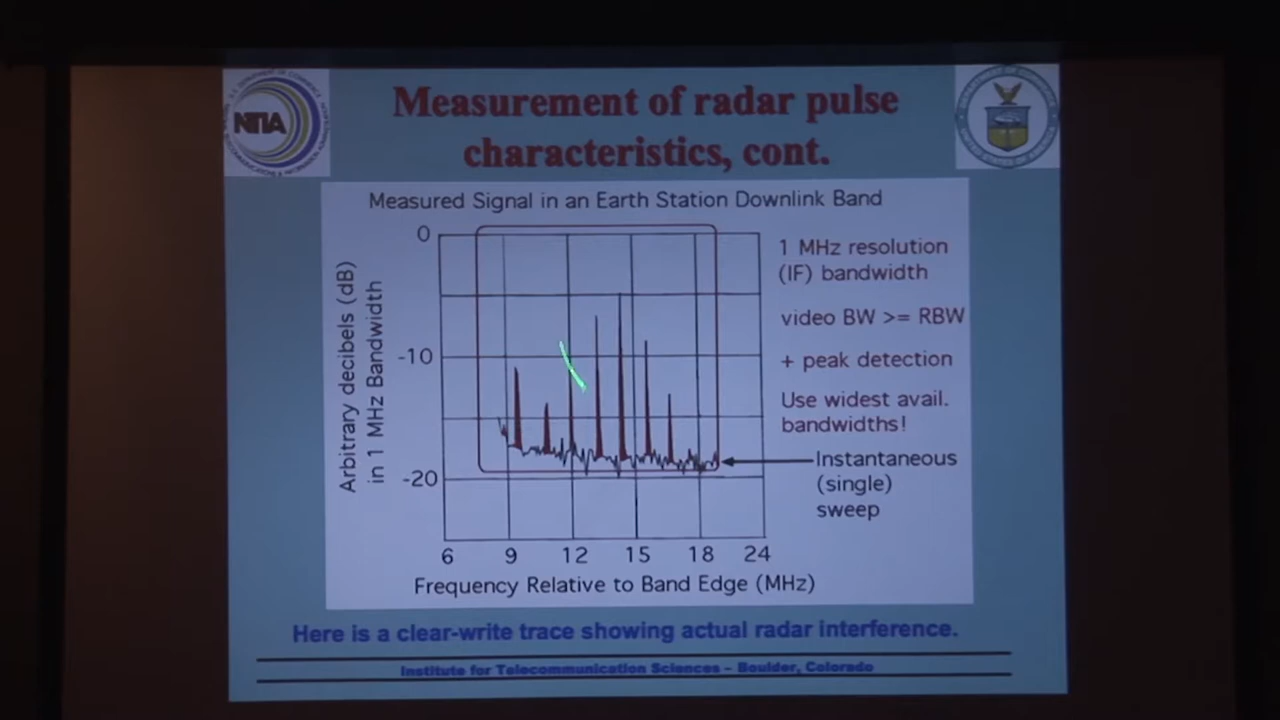 NTIA
Measurement of radar pulse
characteristics, cont.
Measured Signal in an Earth Station Downlink Band
Arbitrary decibels (dB)
in 1 MHz Bandwidth
0
-10
-20
6 9 12 15 18 24
Frequency Relative to Band Edge (MHz)
1 MHz resolution
(IF) bandwidth
video BW >= RBW
+ peak detection
Use widest avail.
bandwidths!
Instantaneous
(single)
sweep
Here is a clear-write trace showing actual radar interference.
Institute for Telecommunication Sciences – Boulder, Colorado